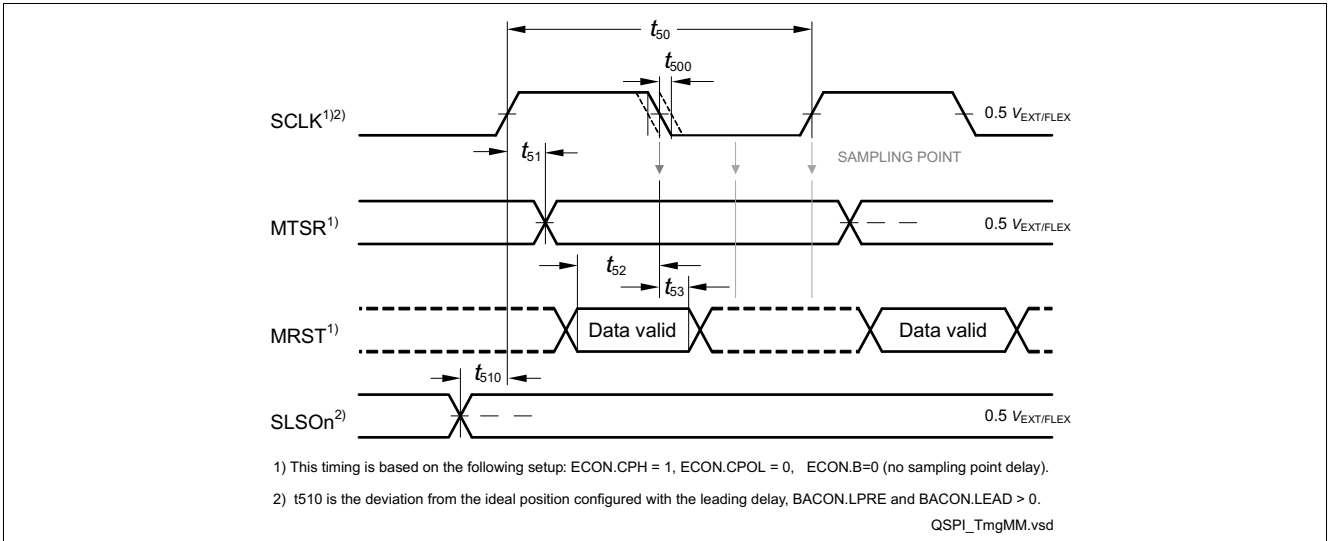 t50
t500
SCLK1)2)
0.5 VEXT/FLEX
t51
SAMPLING POINT
MTSR1)
0.5 VEXT/FLEX
t52
t53
MRST1)
Data valid
Data valid
t510
SLSOn2)
0.5 VEXT/FLEX
1) This timing is based on the following setup: ECON.CPH = 1, ECON.CPOL = 0, ECON.B=0 (no sampling point delay).
2) t510 is the deviation from the ideal position configured with the leading delay, BACON.LPRE and BACON.LEAD > 0.
QSPI_TmgMM.vsd